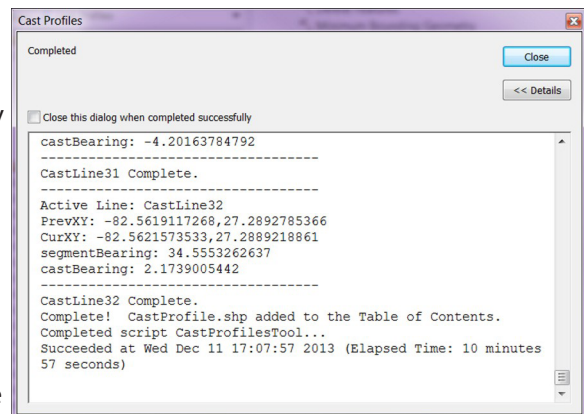 Cast Profiles
Completed
Close
<< Details
Close this dialog when completed successfully
castBearing: -4.20163784792
-----------------------------------
CastLine31 Complete.
-----------------------------------
Active Line: CastLine32
PrevXY: -82.5619117268,27.2892785366
CurXY: -82.5621573533,27.2889218861
segmentBearing: 34.5553262637
castBearing: 2.1739005442
-----------------------------------
CastLine32 Complete.
Complete!  CastProfile.shp added to the Table of Contents.
Completed script CastProfilesTool...
Succeeded at Wed Dec 11 17:07:57 2013 (Elapsed Time: 10 minutes
57 seconds)